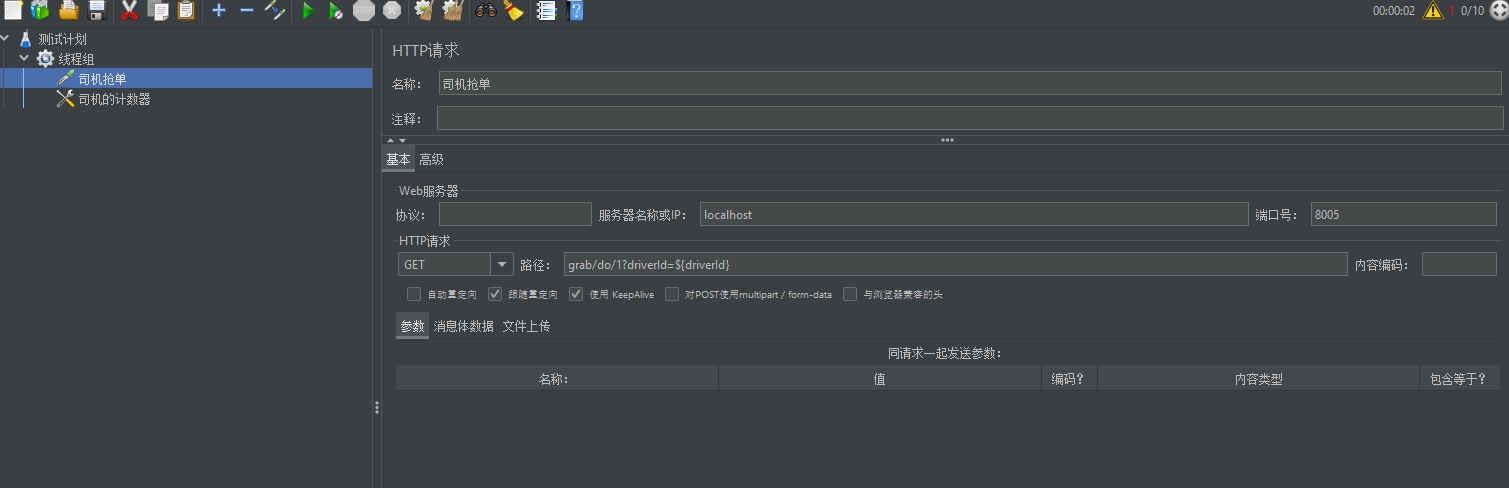 00:00:02 1 0/10
测试计划
线程组
司机抢单
司机的计数器
HTTP请求
名称： 司机抢单
注释：
基本 高级
Web服务器
协议： 服务器名称或IP： localhost 端口号： 8005
HTTP请求
GET 路径： grab/do/1?driverId=${driverId} 内容编码：
自动重定向 跟随重定向 使用 KeepAlive 对POST使用multipart / form-data 与浏览器兼容的头
参数 消息体数据 文件上传
同请求一起发送参数：
名称： 值 编码？ 内容类型 包含等于？